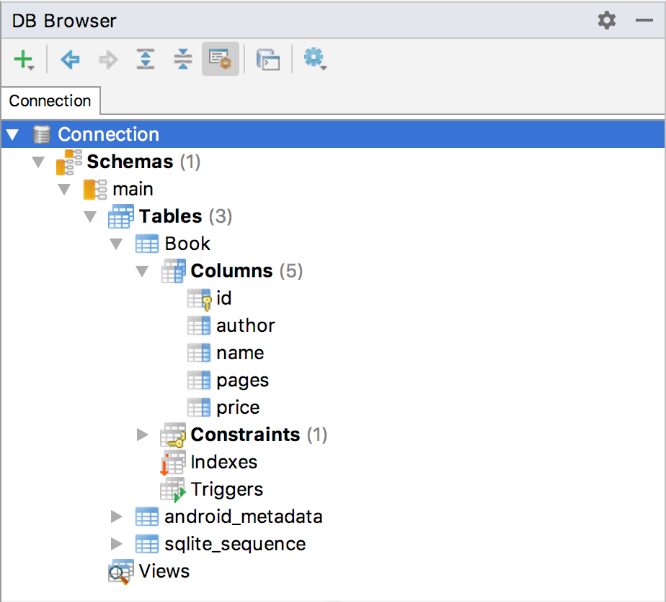 DB Browser
Connection
Connection
Schemas (1)
main
Tables (3)
Book
Columns (5)
id
author
name
pages
price
Constraints (1)
Indexes
Triggers
android_metadata
sqlite_sequence
Views